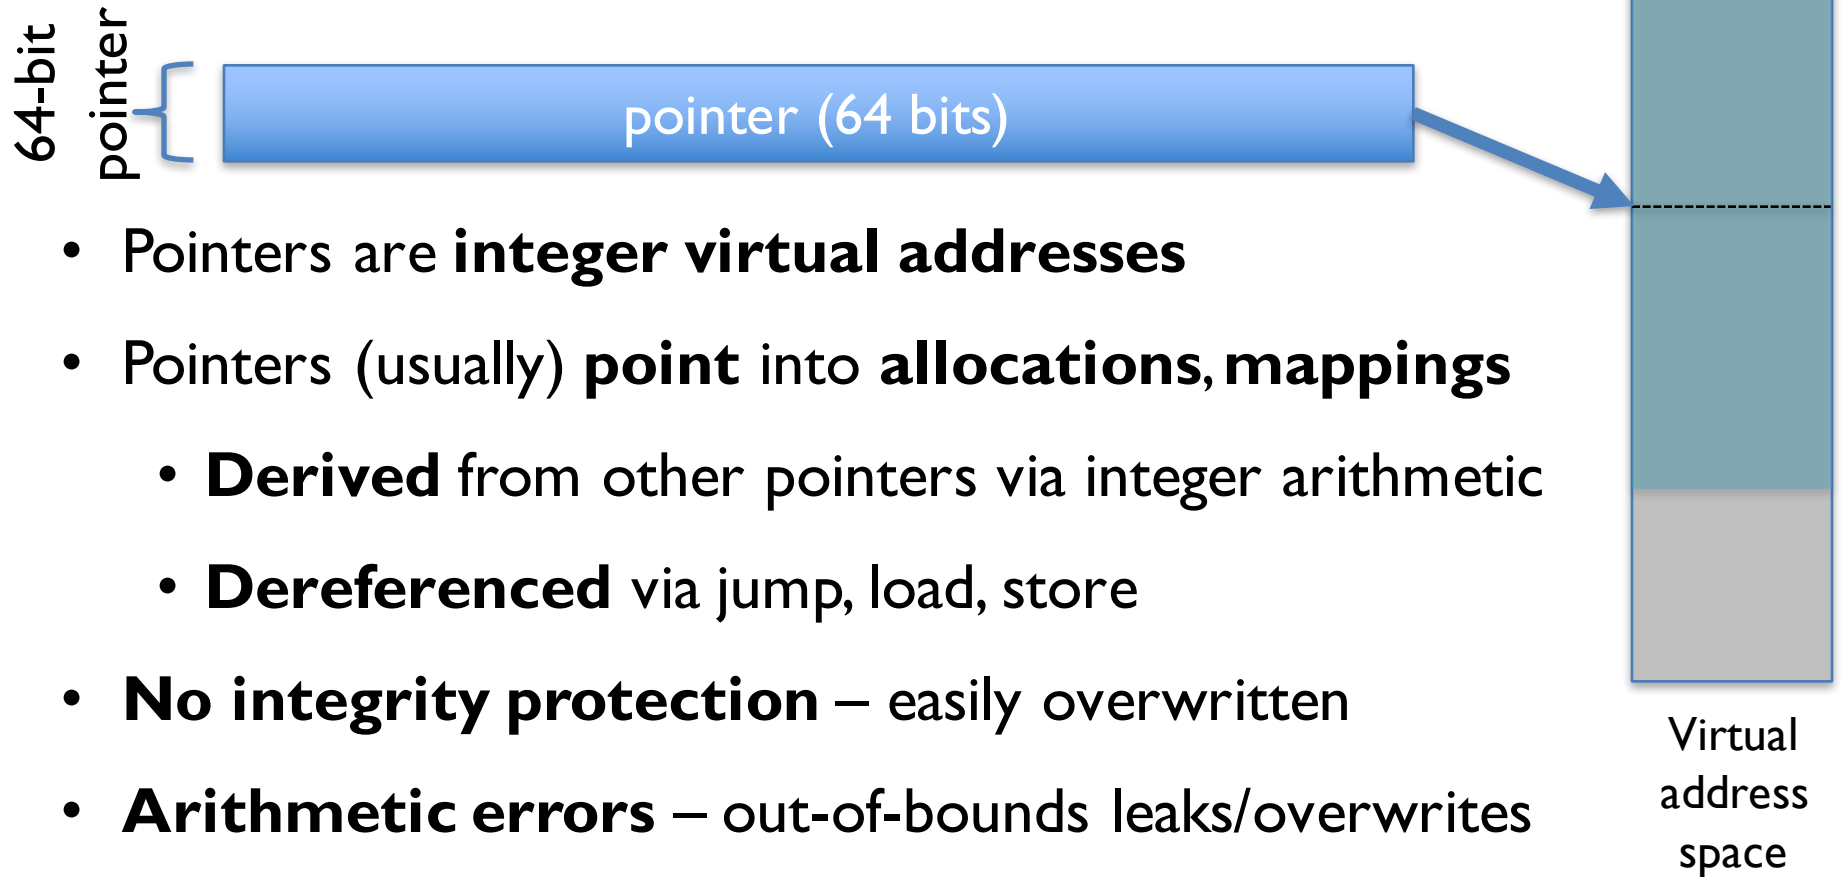 64-bit
pointer
pointer (64 bits)
• Pointers are integer virtual addresses
• Pointers (usually) point into allocations, mappings
• Derived from other pointers via integer arithmetic
• Dereferenced via jump, load, store
• No integrity protection – easily overwritten
• Arithmetic errors – out-of-bounds leaks/overwrites
Virtual
address
space